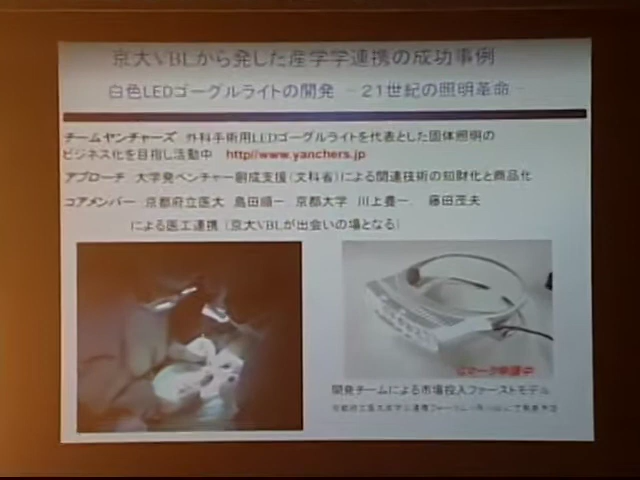 京大VBLから発した産学学連携の成功事例
白色LEDゴーグルライトの開発 －21世紀の照明革命－
チームヤンチャーズ 外科手術用LEDゴーグルライトを代表とした固体照明の
ビジネス化を目指し活動中 http//www.yanchers.jp
アプローチ 大学発ベンチャー創成支援(文科省)による関連技術の知財化と商品化
コアメンバー 京都府立医大 島田順一 京都大学 川上養一 藤田茂夫
による医工連携（京大VBLが出会いの場となる）
Gマーク申請中
開発チームによる市場投入ファーストモデル